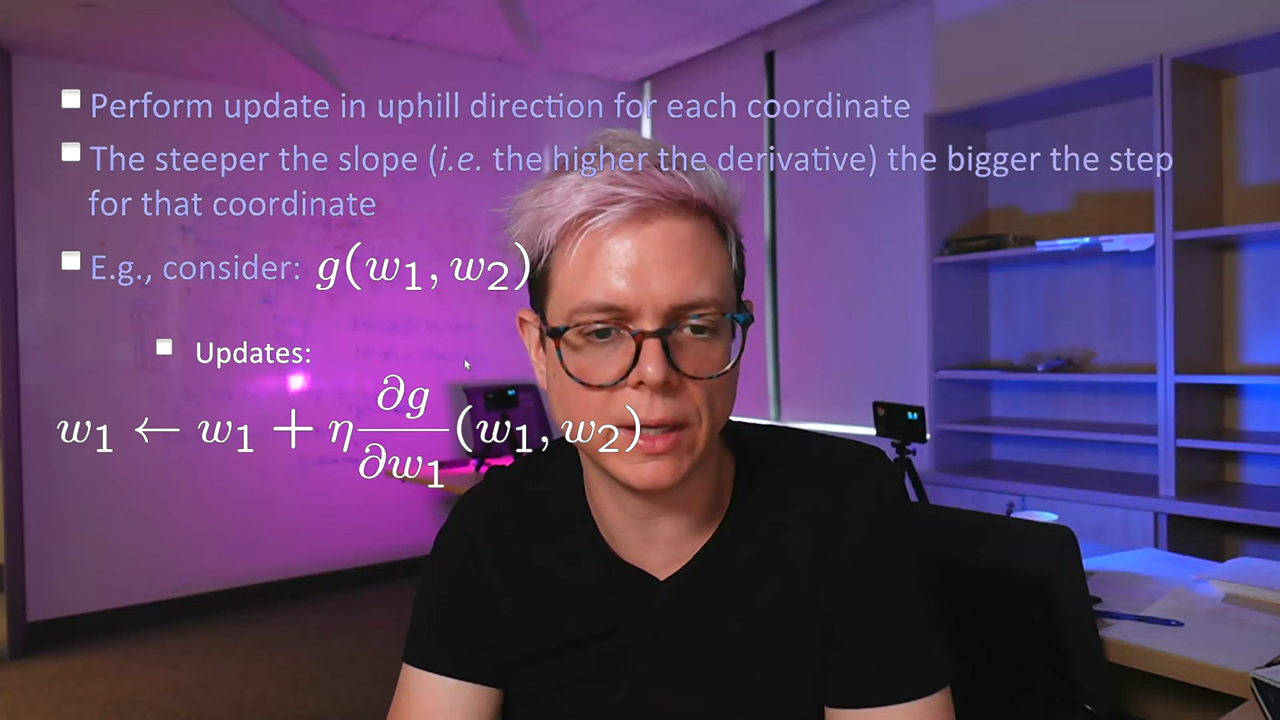 Perform update in uphill direction for each coordinate
The steeper the slope (i.e. the higher the derivative) the bigger the step
for that coordinate
E.g., consider: g(w₁, w₂)
Updates:
w₁ ← w₁ + η ∂g/∂w₁ (w₁, w₂)